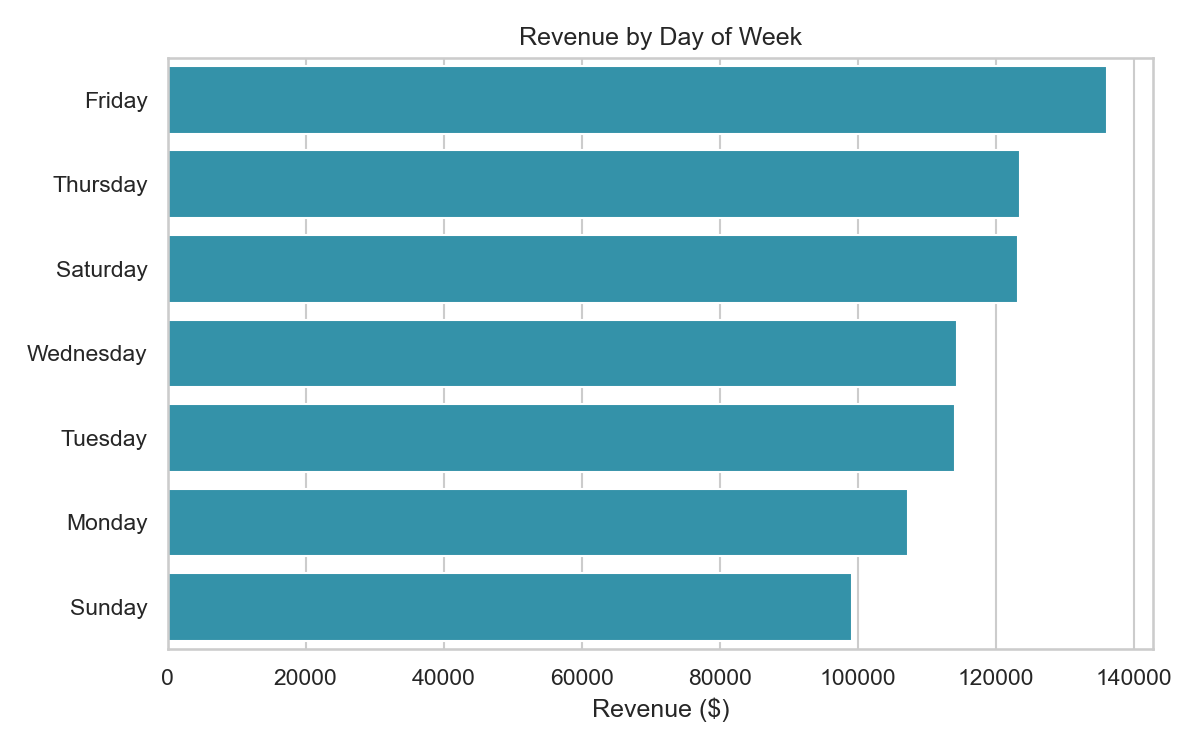 Revenue by Day of Week
Friday
Thursday
Saturday
Wednesday
Tuesday
Monday
Sunday
0 20000 40000 60000 80000 100000 120000 140000
Revenue ($)